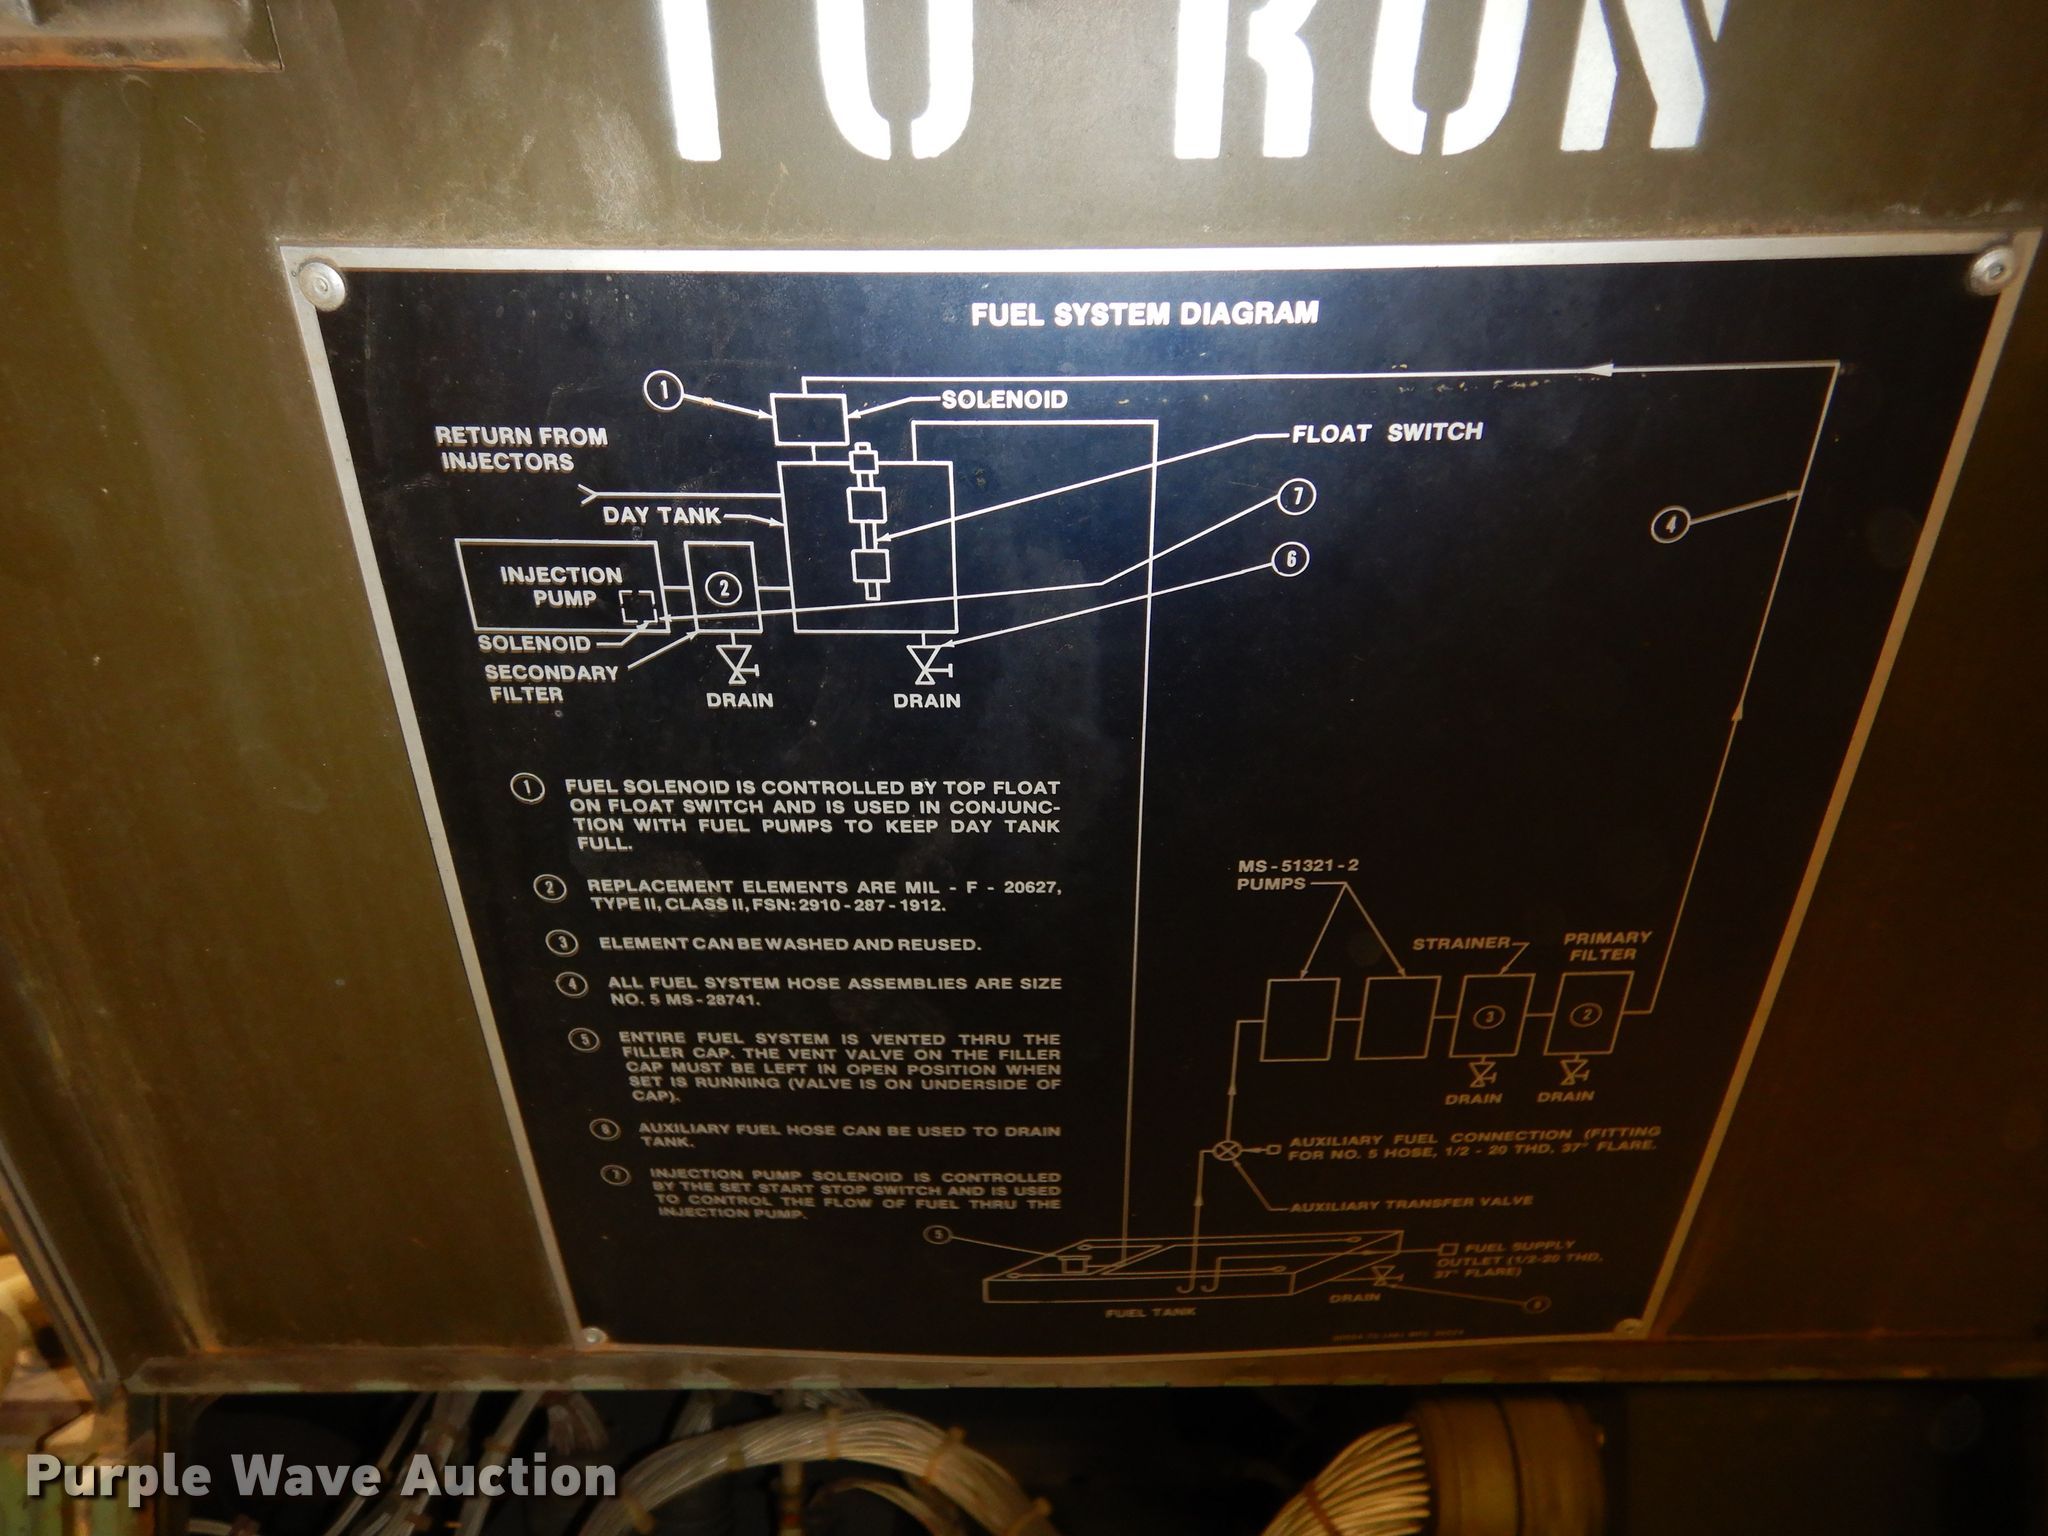 TO RUN
FUEL SYSTEM DIAGRAM
1
SOLENOID
RETURN FROM
INJECTORS
FLOAT SWITCH
7
DAY TANK
4
6
INJECTION
PUMP
2
SOLENOID
SECONDARY
FILTER
DRAIN
DRAIN
1 FUEL SOLENOID IS CONTROLLED BY TOP FLOAT
ON FLOAT SWITCH AND IS USED IN CONJUNC-
TION WITH FUEL PUMPS TO KEEP DAY TANK
FULL.
2 REPLACEMENT ELEMENTS ARE MIL - F - 20627,
TYPE II, CLASS II, FSN: 2910 - 287 - 1912.
3 ELEMENT CAN BE WASHED AND REUSED.
4 ALL FUEL SYSTEM HOSE ASSEMBLIES ARE SIZE
NO. 5 MS - 28741.
5 ENTIRE FUEL SYSTEM IS VENTED THRU THE
FILLER CAP. THE VENT VALVE ON THE FILLER
CAP MUST BE LEFT IN OPEN POSITION WHEN
SET IS RUNNING (VALVE IS ON UNDERSIDE OF
CAP).
6 AUXILIARY FUEL HOSE CAN BE USED TO DRAIN
TANK.
7 INJECTION PUMP SOLENOID IS CONTROLLED
BY THE SET START STOP SWITCH AND IS USED
TO CONTROL THE FLOW OF FUEL THRU THE
INJECTION PUMP.
MS - 51321 - 2
PUMPS
STRAINER
PRIMARY
FILTER
3
2
DRAIN
DRAIN
AUXILIARY FUEL CONNECTION (FITTING
FOR NO. 5 HOSE, 1/2 - 20 THD, 37° FLARE.
AUXILIARY TRANSFER VALVE
5
FUEL SUPPLY
OUTLET (1/2-20 THD,
37° FLARE)
DRAIN
6
FUEL TANK
Purple Wave Auction